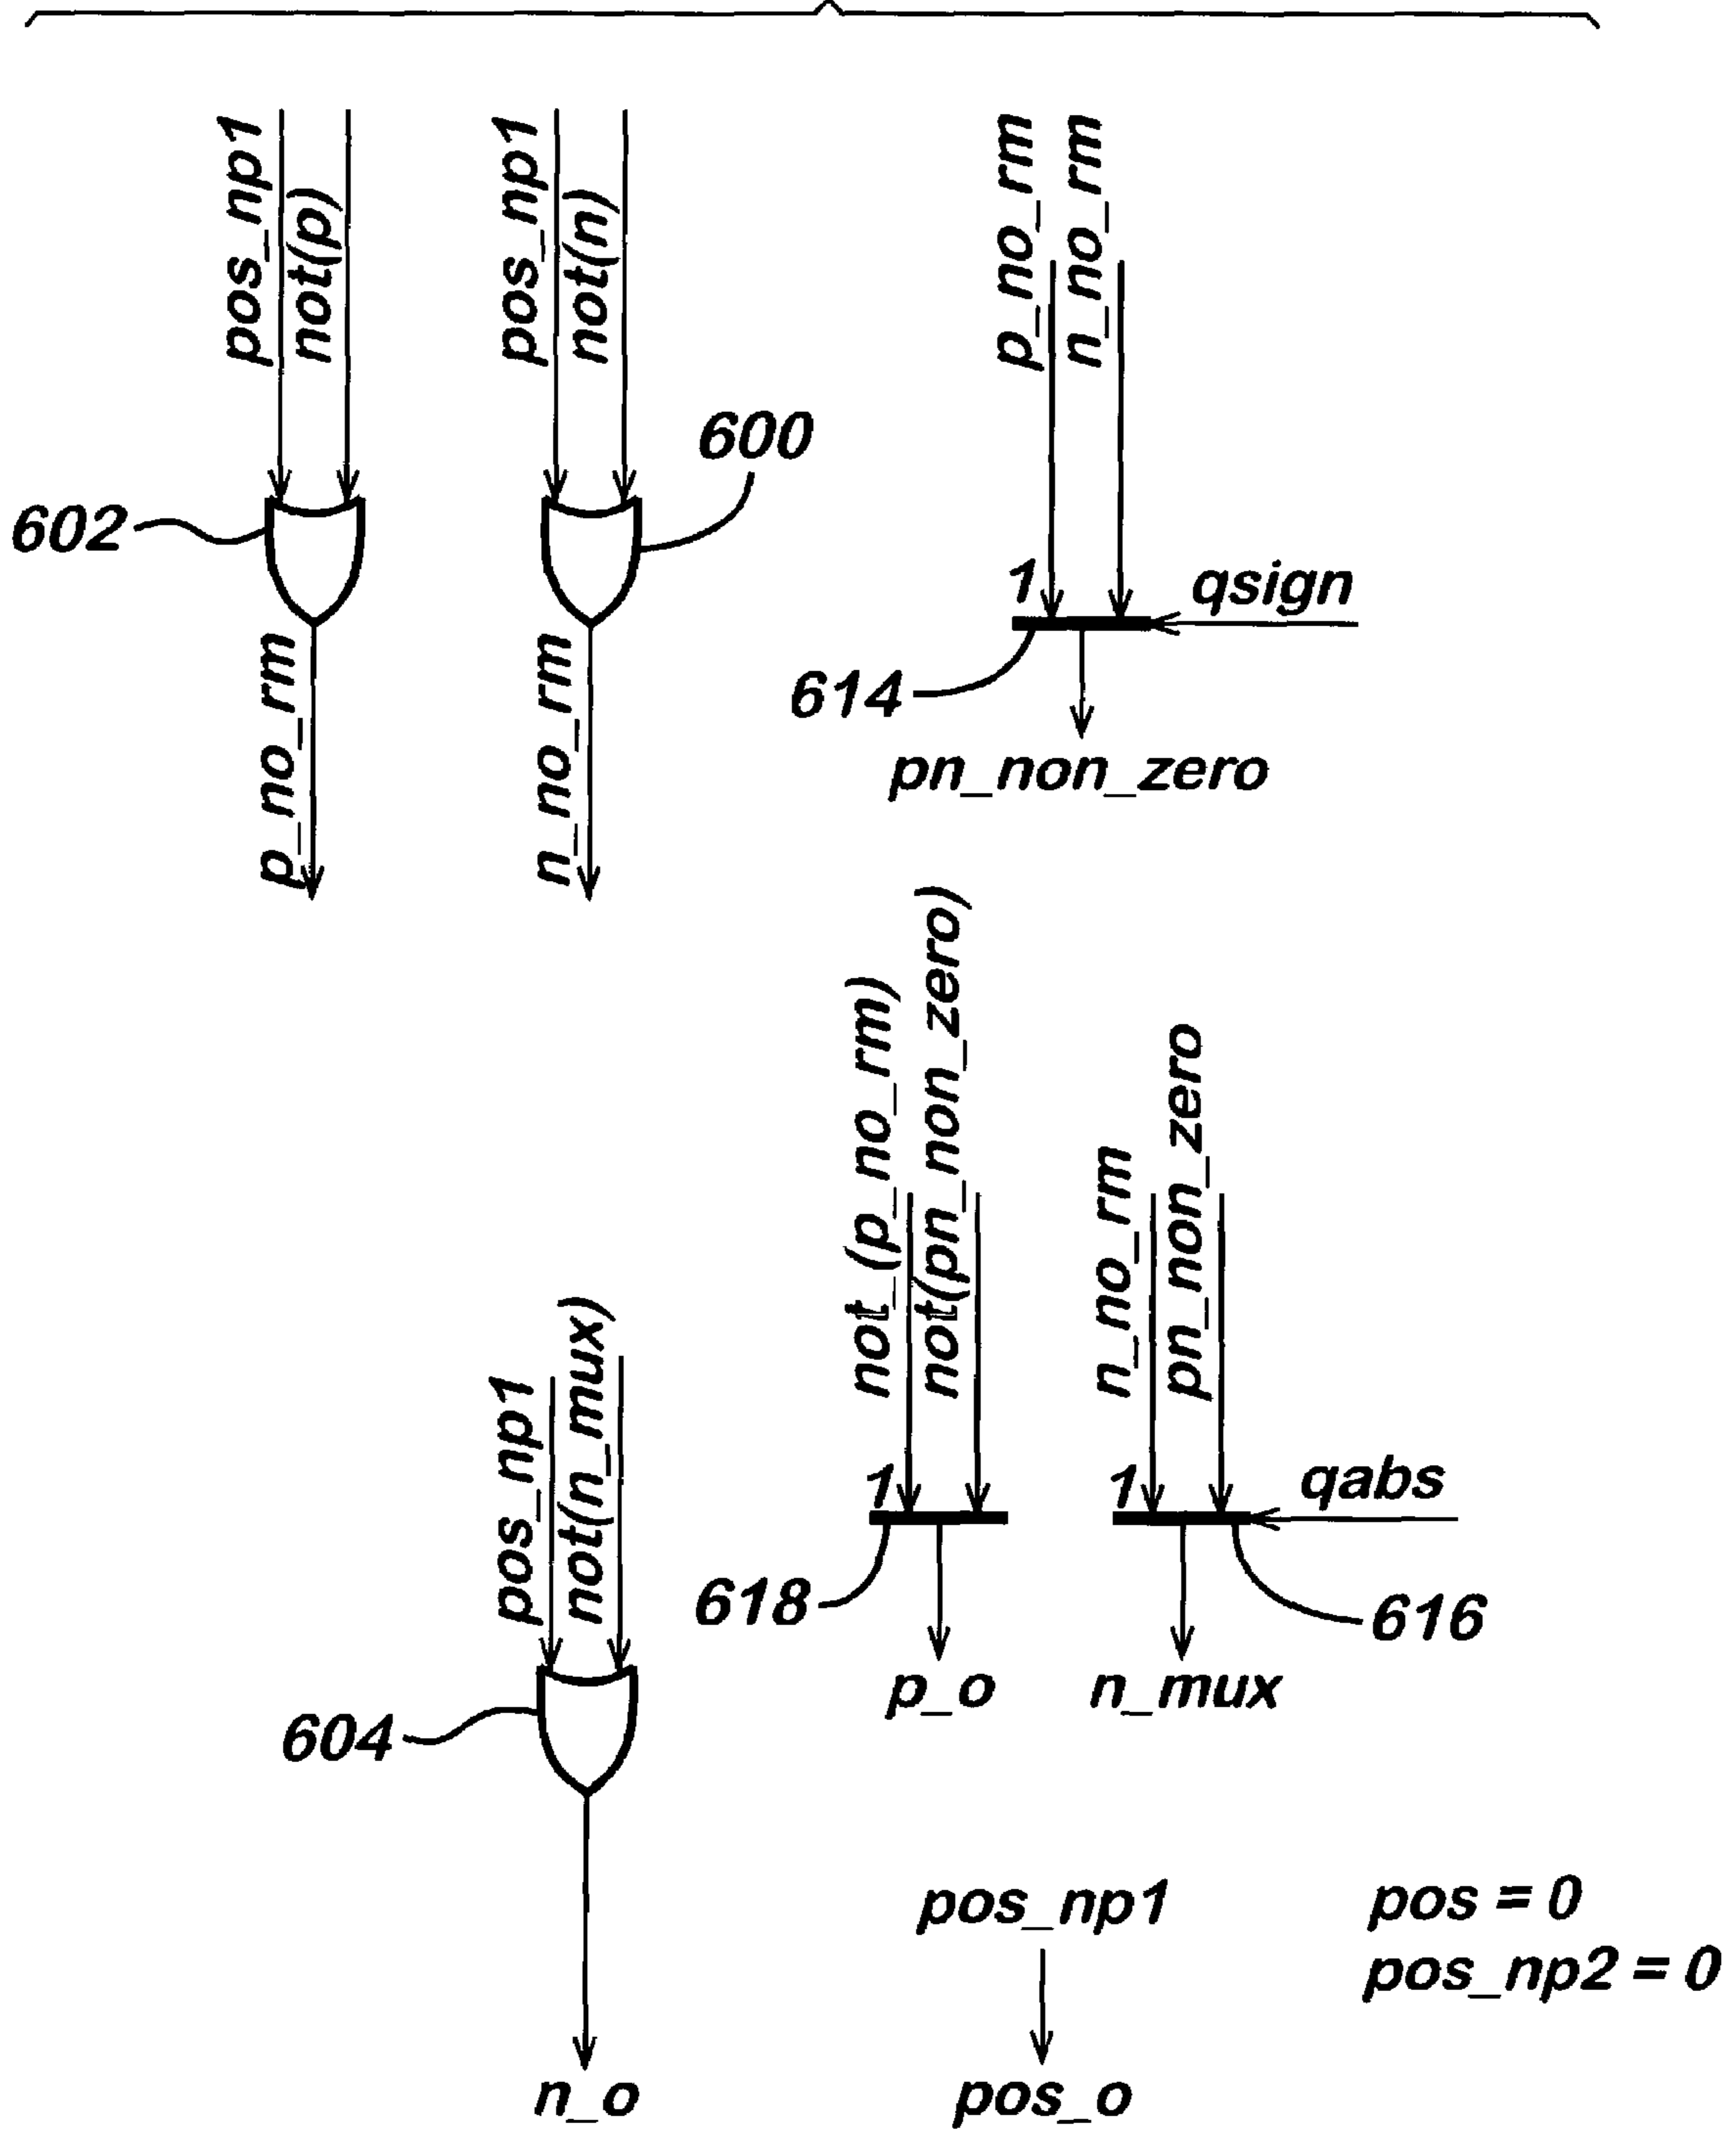 pos_np1
not(p)
pos_np1
not(n)
p_no_rm
n_no_rm
600
602
1
qsign
614
p_no_rm
n_no_rm
pn_non_zero
not_(p_no_rm)
not(pn_non_zero)
n_no_rm
pn_non_zero
pos_np1
not(n_mux)
1
1
qabs
618
616
p_o
n_mux
604
pos_np1
pos = 0
pos_np2 = 0
n_o
pos_o